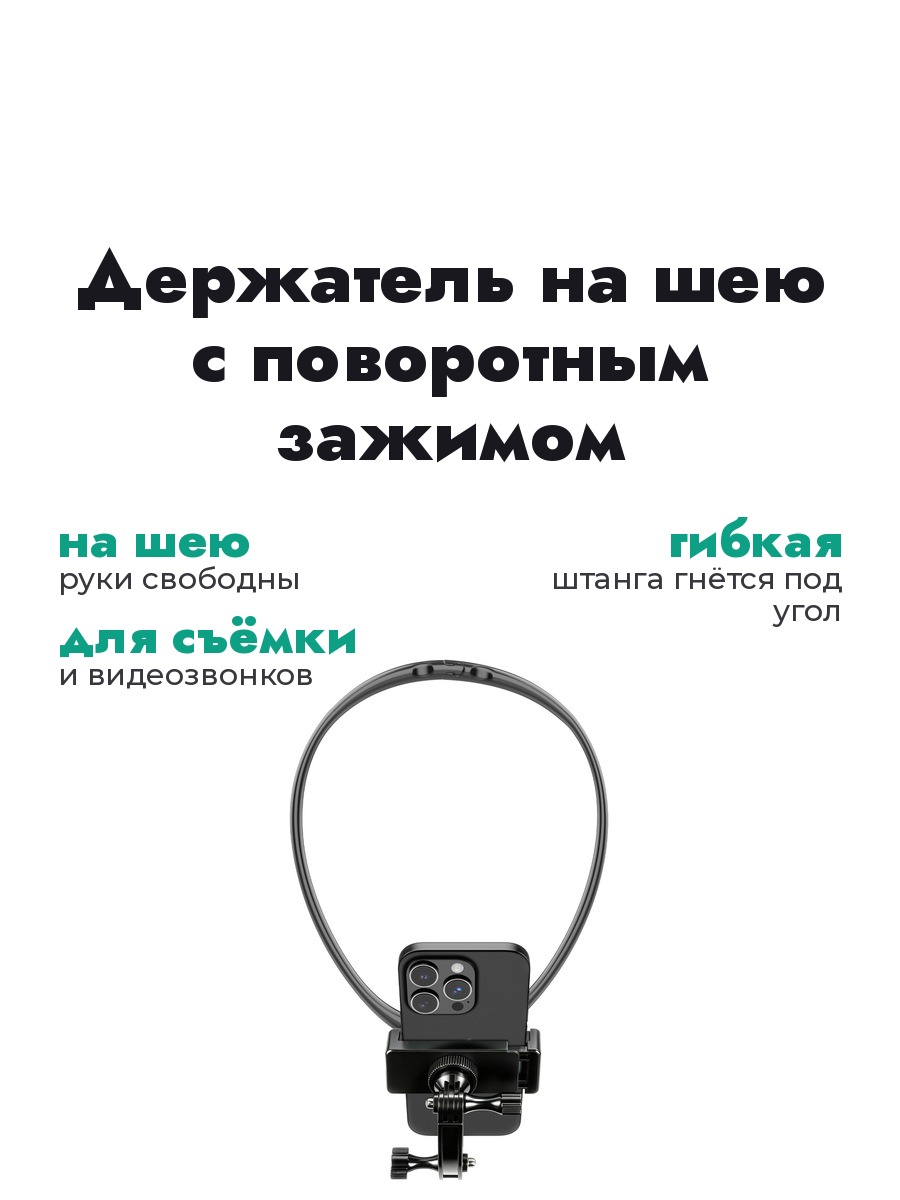 Держатель на шею
с поворотным
зажимом
на шею
руки свободны
для съёмки
и видеозвонков
гибкая
штанга гнётся под
угол